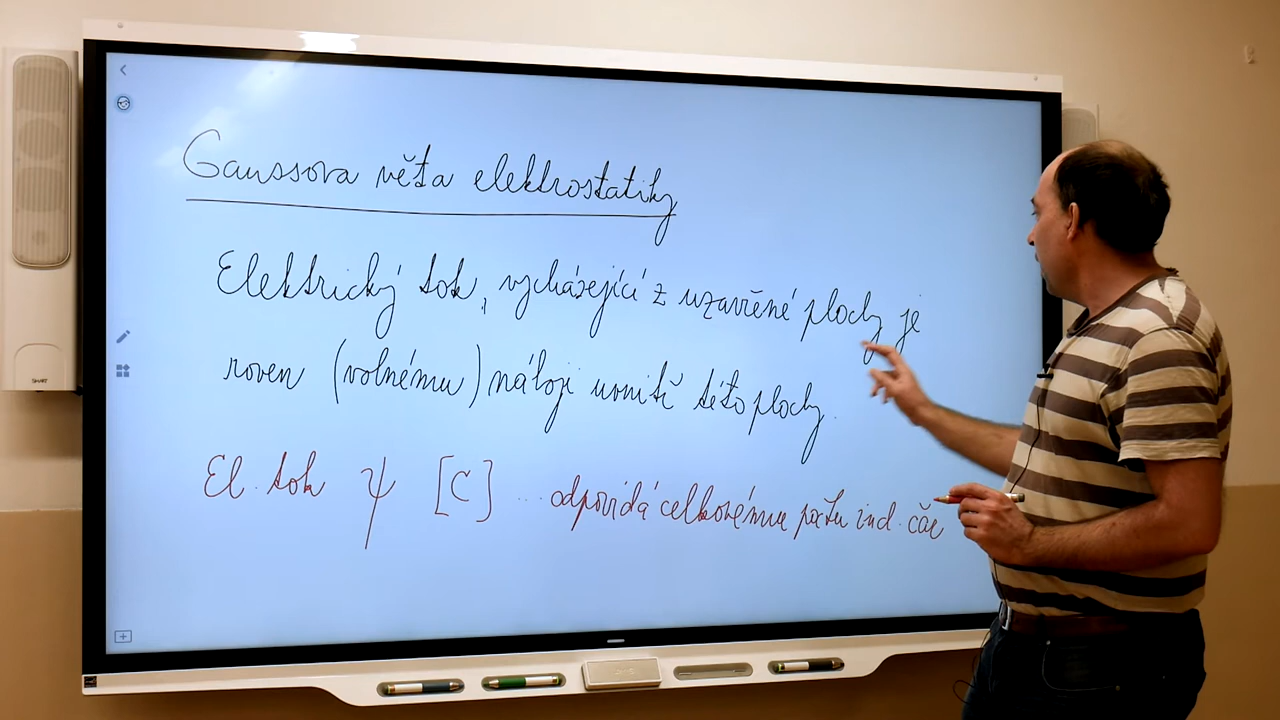 Gaussova věta elektrostatiky
Elektrický tok, vycházející z uzavřené plochy je
roven (volnému) náboji uvnitř této plochy.
El. tok ψ [C] ... odpovídá celkovému počtu ind. čar
SMART